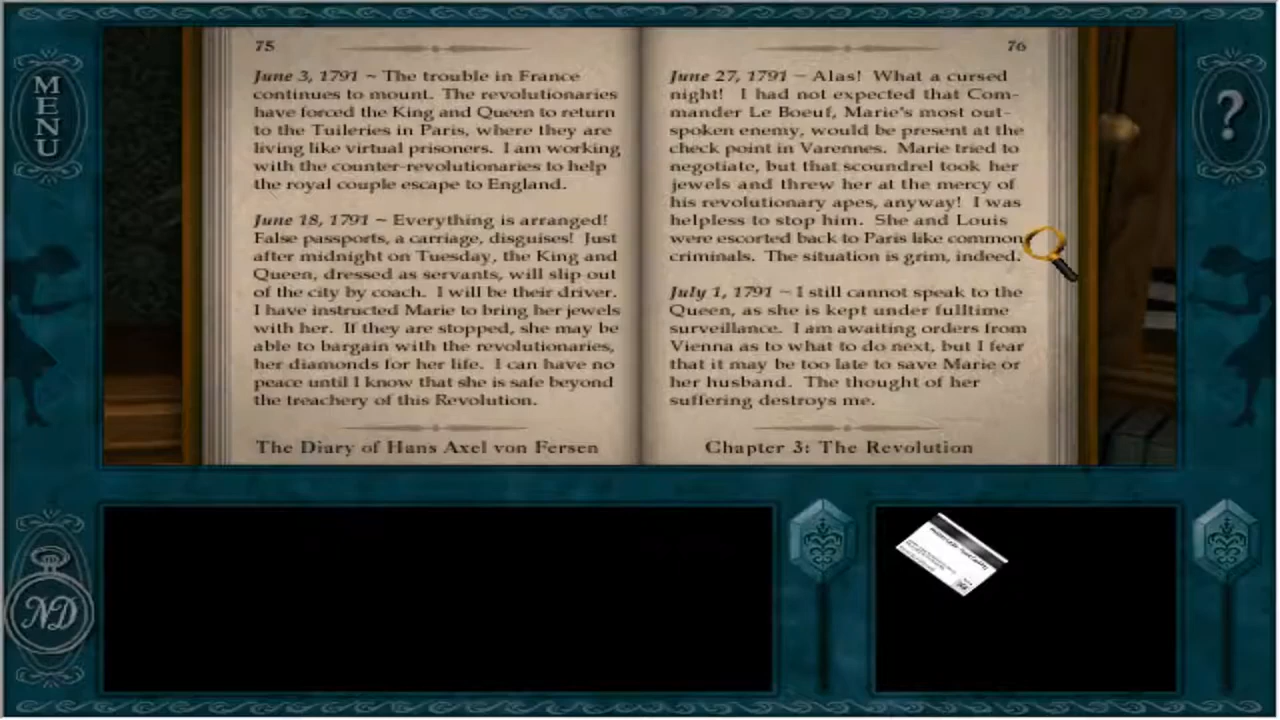 MENU
?
75
June 3, 1791 ~ The trouble in France
continues to mount. The revolutionaries
have forced the King and Queen to return
to the Tuileries in Paris, where they are
living like virtual prisoners. I am working
with the counter-revolutionaries to help
the royal couple escape to England.
June 18, 1791 ~ Everything is arranged!
False passports, a carriage, disguises! Just
after midnight on Tuesday, the King and
Queen, dressed as servants, will slip out
of the city by coach. I will be their driver.
I have instructed Marie to bring her jewels
with her. If they are stopped, she may be
able to bargain with the revolutionaries,
her diamonds for her life. I can have no
peace until I know that she is safe beyond
the treachery of this Revolution.
The Diary of Hans Axel von Fersen
76
June 27, 1791 ~ Alas! What a cursed
night! I had not expected that Com-
mander Le Boeuf, Marie's most out-
spoken enemy, would be present at the
check point in Varennes. Marie tried to
negotiate, but that scoundrel took her
jewels and threw her at the mercy of
his revolutionary apes, anyway! I was
helpless to stop him. She and Louis
were escorted back to Paris like common
criminals. The situation is grim, indeed.
July 1, 1791 ~ I still cannot speak to the
Queen, as she is kept under fulltime
surveillance. I am awaiting orders from
Vienna as to what to do next, but I fear
that it may be too late to save Marie or
her husband. The thought of her
suffering destroys me.
Chapter 3: The Revolution
ND